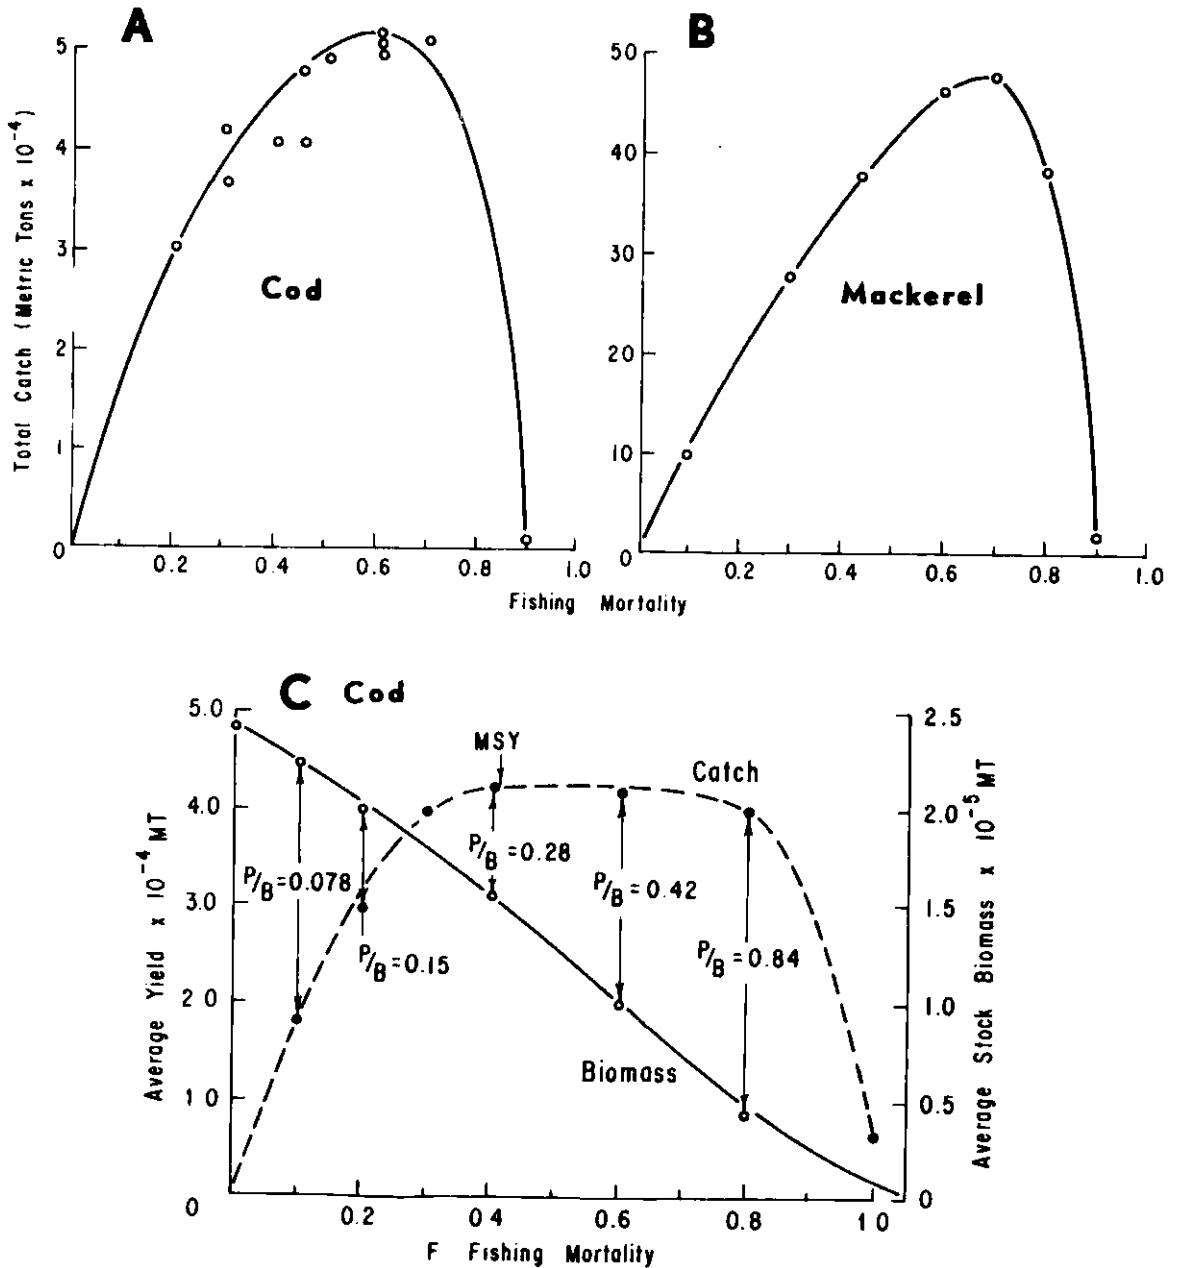 A
B
5
4
3
2
1
0
Total Catch (Metric Tons x 10-4)
Cod
0.2 0.4 0.6 0.8 1.0
50
40
30
20
10
0
Mackerel
0.2 0.4 0.6 0.8 1.0
Fishing Mortality
C Cod
5.0
4.0
3.0
2 0
1 0
0
Average Yield x 10-4 MT
MSY
Catch
P/B=0.078
P/B=0.15
P/B=0.28
P/B=0.42
P/B=0.84
Biomass
2.5
2.0
1.5
1.0
0.5
0
Average Stock Biomass x 10-5 MT
0.2 0.4 0.6 0.8 1 0
F Fishing Mortality